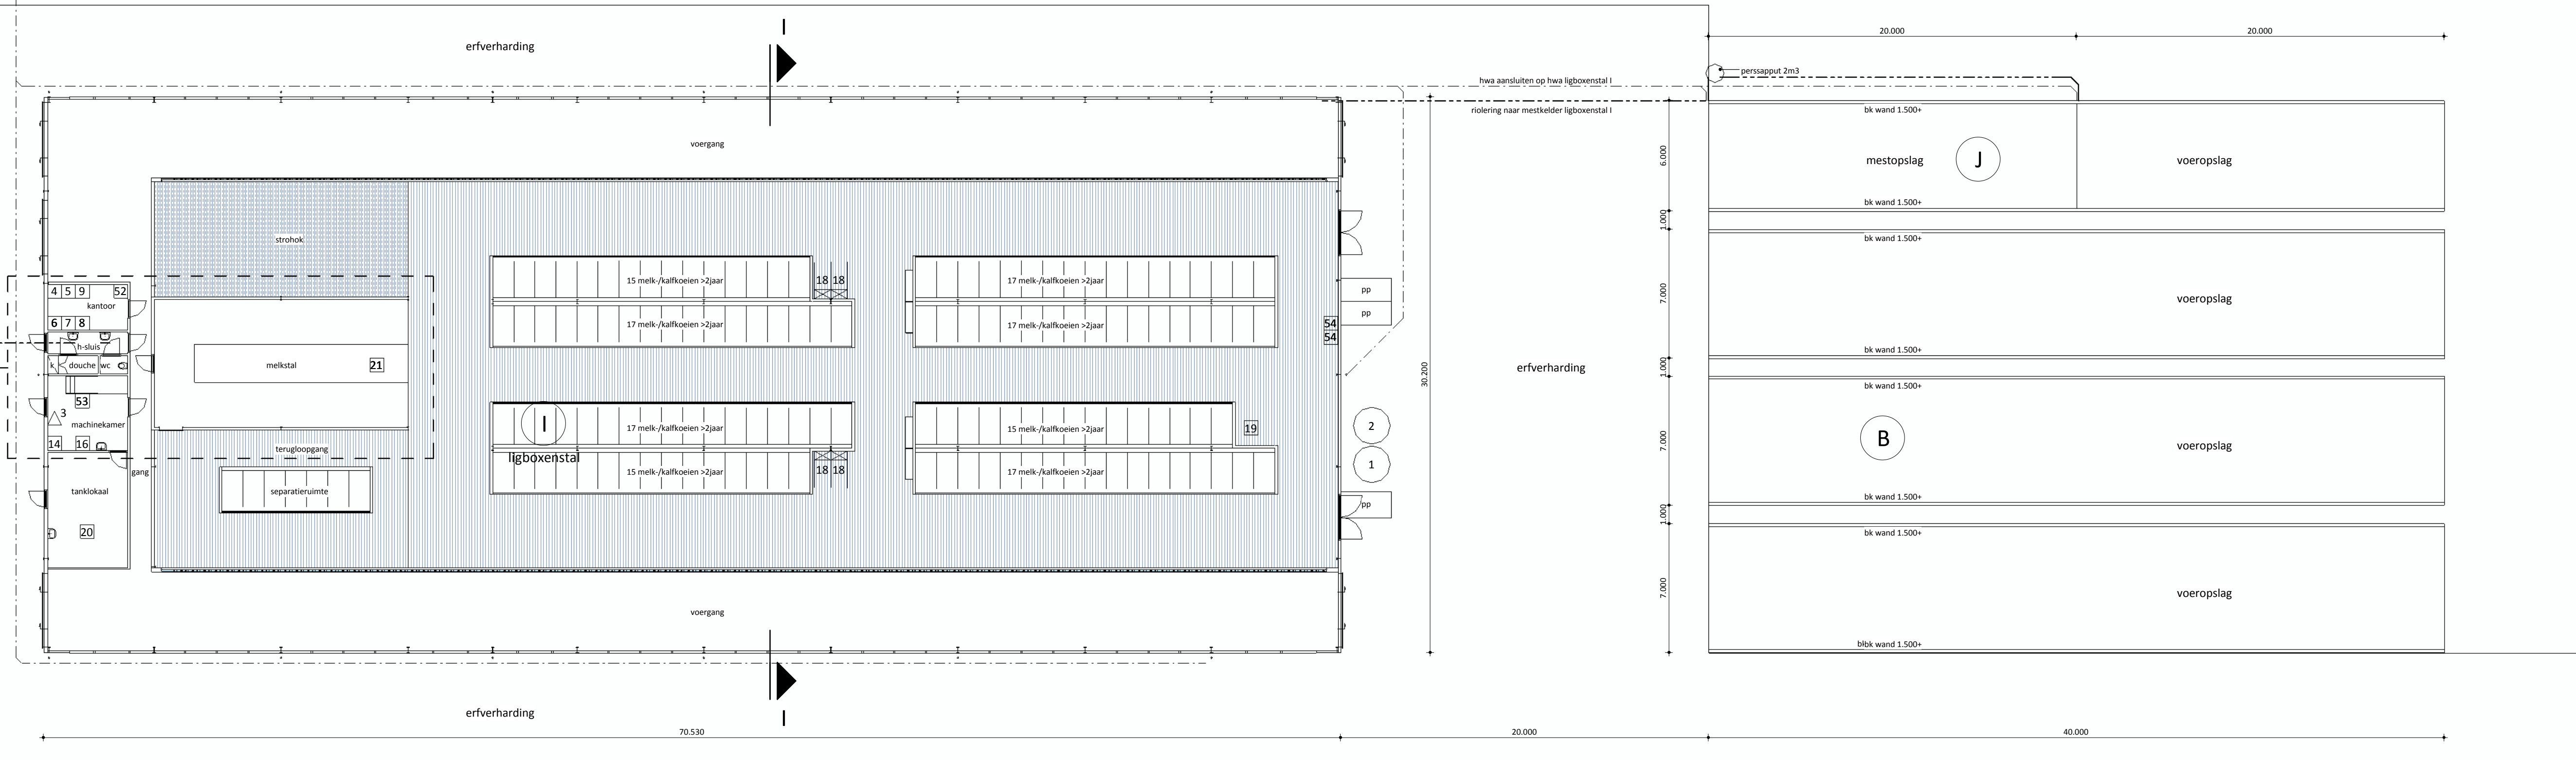 I
erfverharding
20.000
20.000
perssapput 2m3
hwa aansluiten op hwa ligboxenstal I
riolering naar mestkelder ligboxenstal I
bk wand 1.500+
voergang
6.000
mestopslag
J
voeropslag
bk wand 1.500+
1.000
strohok
bk wand 1.500+
15 melk-/kalfkoeien >2jaar
18 18
17 melk-/kalfkoeien >2jaar
4 5 9 52
kantoor
pp
7.000
voeropslag
6 7 8
17 melk-/kalfkoeien >2jaar
17 melk-/kalfkoeien >2jaar
pp
54
54
h-sluis
bk wand 1.500+
k douche wc
melkstal
21
30.200
erfverharding
1.000
bk wand 1.500+
53
3
machinekamer
I
17 melk-/kalfkoeien >2jaar
15 melk-/kalfkoeien >2jaar
19
2
7.000
B
voeropslag
14 16
terugloopgang
ligboxenstal
gang
15 melk-/kalfkoeien >2jaar
18 18
17 melk-/kalfkoeien >2jaar
1
tanklokaal
separatieruimte
pp
bk wand 1.500+
1.000
20
bk wand 1.500+
7.000
voeropslag
voergang
bk wand 1.500+
erfverharding
I
70.530
20.000
40.000